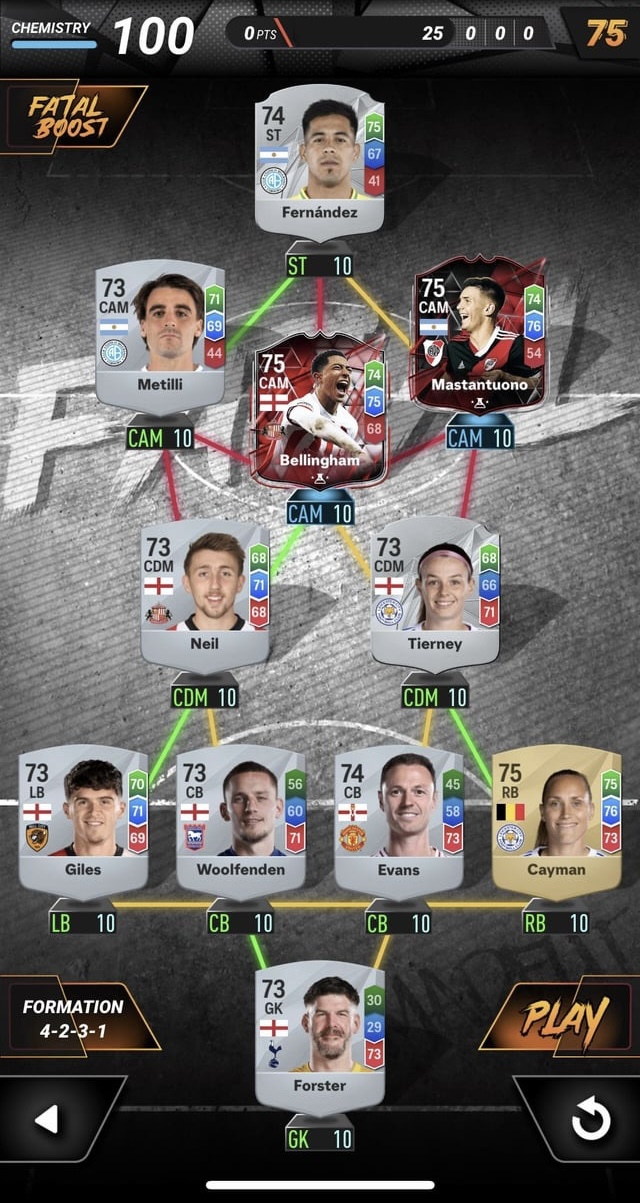 CHEMISTRY 100 0 PTS 25 0 0 0 75
FATAL
BOOST
74
ST
75
67
41
Fernández
ST 10
73
CAM
71
69
44
Metilli
CAM 10
75
CAM
74
75
68
Bellingham
CAM 10
75
CAM
74
76
54
Mastantuono
CAM 10
73
CDM
68
71
68
Neil
CDM 10
73
CDM
68
66
71
Tierney
CDM 10
73
LB
70
71
69
Giles
LB 10
73
CB
56
60
71
Woolfenden
CB 10
74
CB
45
58
73
Evans
CB 10
75
RB
75
76
73
Cayman
RB 10
FORMATION
4-2-3-1
73
GK
30
29
73
Forster
GK 10
PLAY